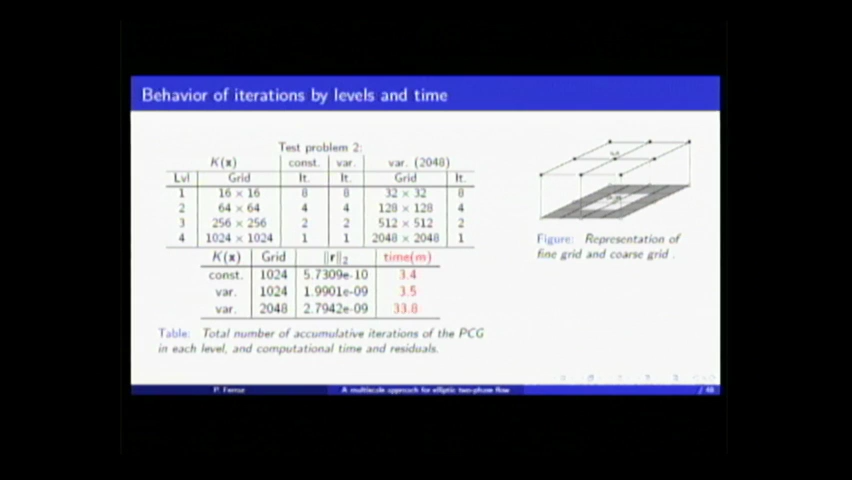 Behavior of iterations by levels and time
Test problem 2:
K(x) const. var. var. (2048)
Lvl Grid It. It. Grid It.
1 16 × 16 8 8 32 × 32 8
2 64 × 64 4 4 128 × 128 4
3 256 × 256 2 2 512 × 512 2
4 1024 × 1024 1 1 2048 × 2048 1
K(x) Grid ||r||₂ time(m)
const. 1024 5.7309e-10 3.4
var. 1024 1.9901e-09 3.5
var. 2048 2.7942e-09 33.8
Table: Total number of accumulative iterations of the PCG
in each level, and computational time and residuals.
Figure: Representation of
fine grid and coarse grid .
A multiscale approach for elliptic two-phase flow